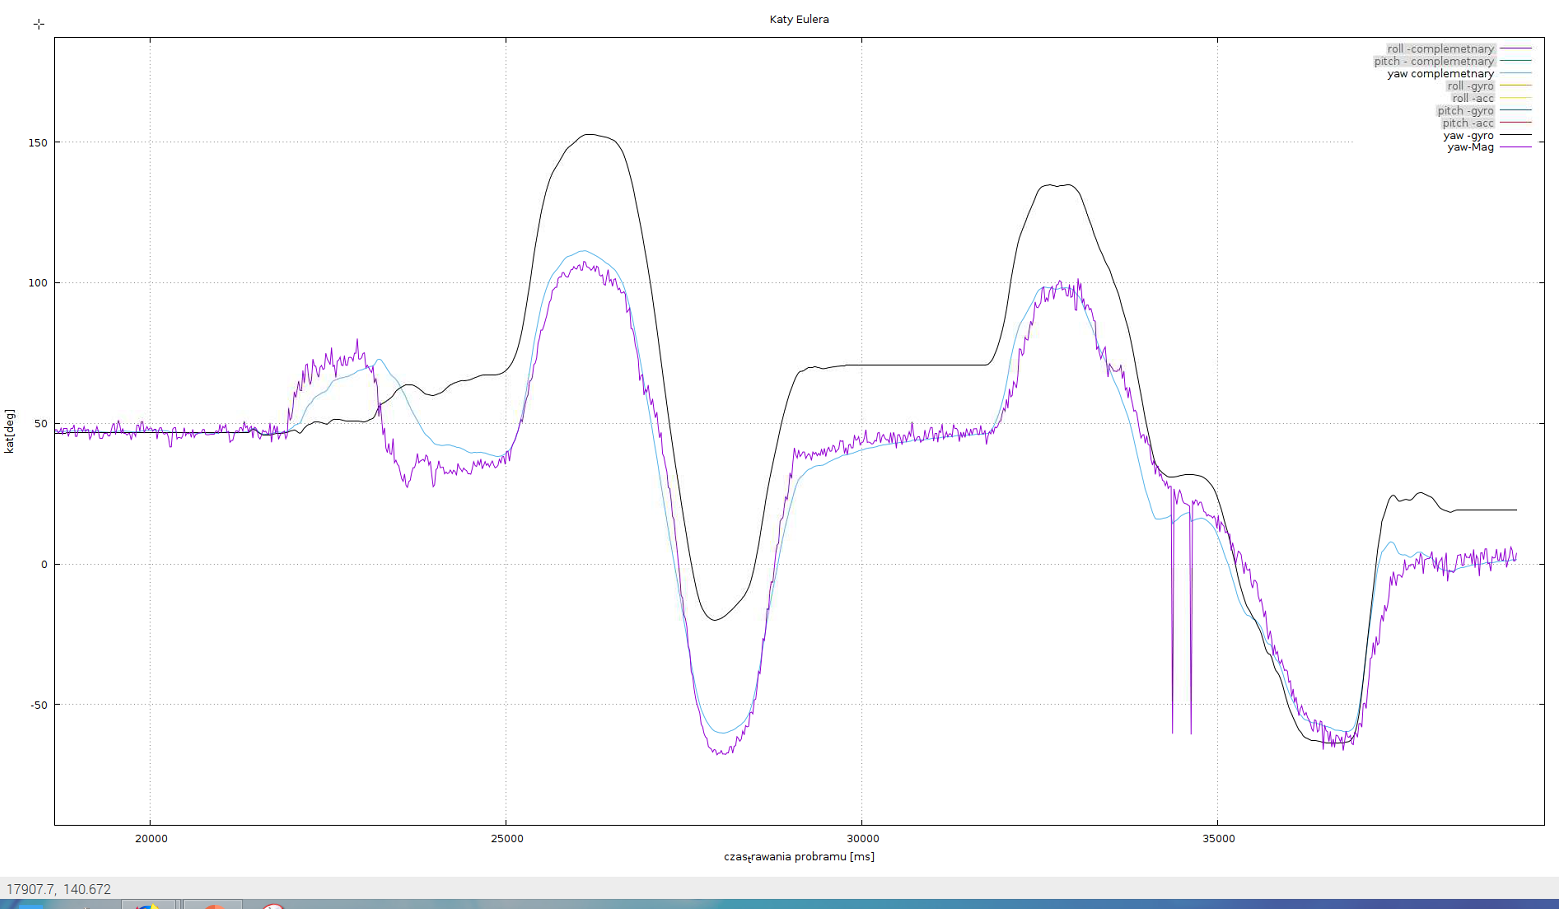 Katy Eulera
roll -complemetnary
pitch - complemetnary
yaw complemetnary
roll -gyro
roll -acc
pitch -gyro
pitch -acc
yaw -gyro
yaw-Mag
150
100
50
0
-50
kat[deg]
20000 25000 30000 35000
czas trawania probramu [ms]
17907.7, 140.672